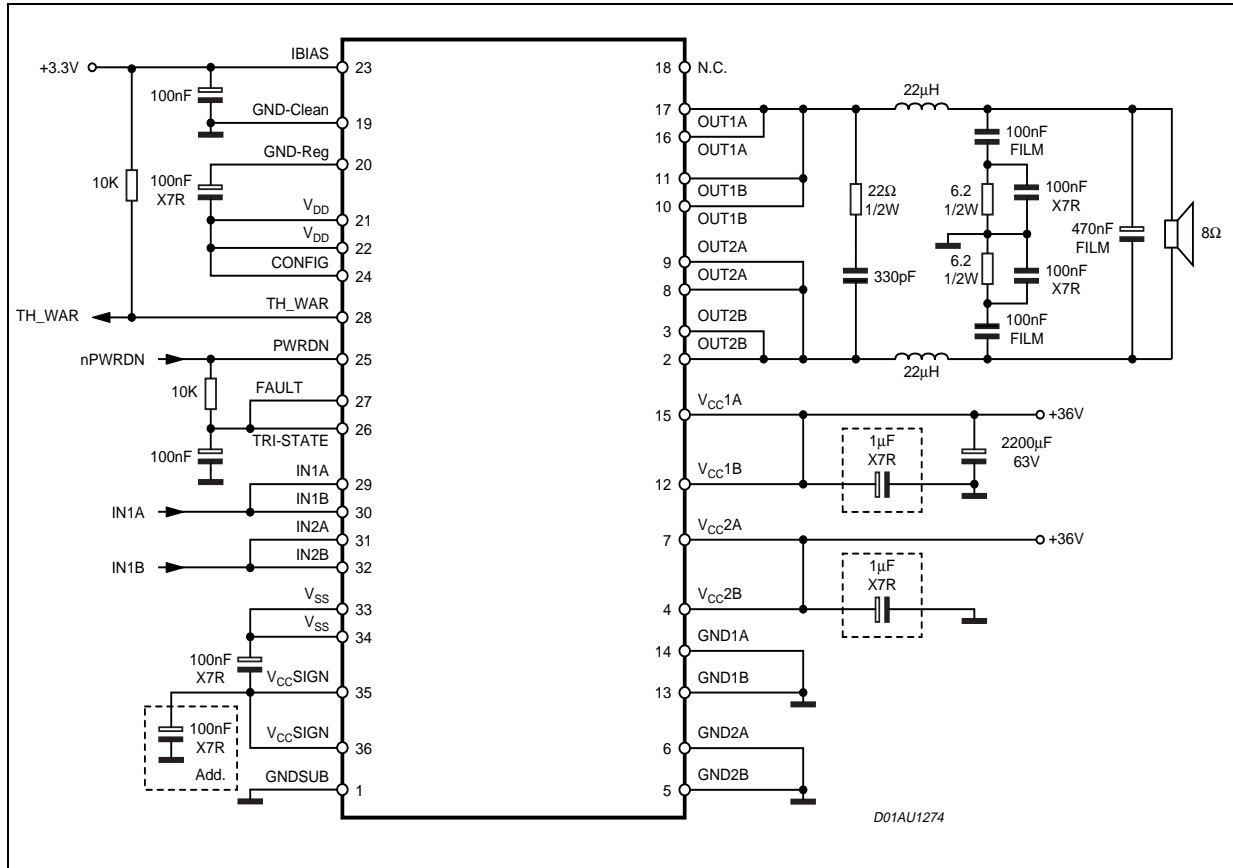 +3.3V
IBIAS
23
100nF
GND-Clean
19
GND-Reg
20
10K
100nF
X7R
VDD
21
VDD
22
CONFIG
24
TH_WAR
TH_WAR
28
nPWRDN
PWRDN
25
10K
FAULT
27
26
TRI-STATE
100nF
IN1A
29
IN1B
IN1A
30
IN2A
31
IN2B
IN1B
32
VSS
33
VSS
34
100nF
X7R
VCCSIGN
35
100nF
X7R
Add.
VCCSIGN
36
GNDSUB
1
18
N.C.
17
OUT1A
16
OUT1A
11
OUT1B
10
OUT1B
OUT2A
9
OUT2A
8
OUT2B
3
OUT2B
2
22µH
22Ω
1/2W
330pF
100nF
FILM
6.2
1/2W
100nF
X7R
6.2
1/2W
100nF
X7R
100nF
FILM
470nF
FILM
8Ω
22µH
VCC1A
15
+36V
1µF
X7R
2200µF
63V
VCC1B
12
VCC2A
7
+36V
1µF
X7R
VCC2B
4
GND1A
14
GND1B
13
GND2A
6
GND2B
5
D01AU1274